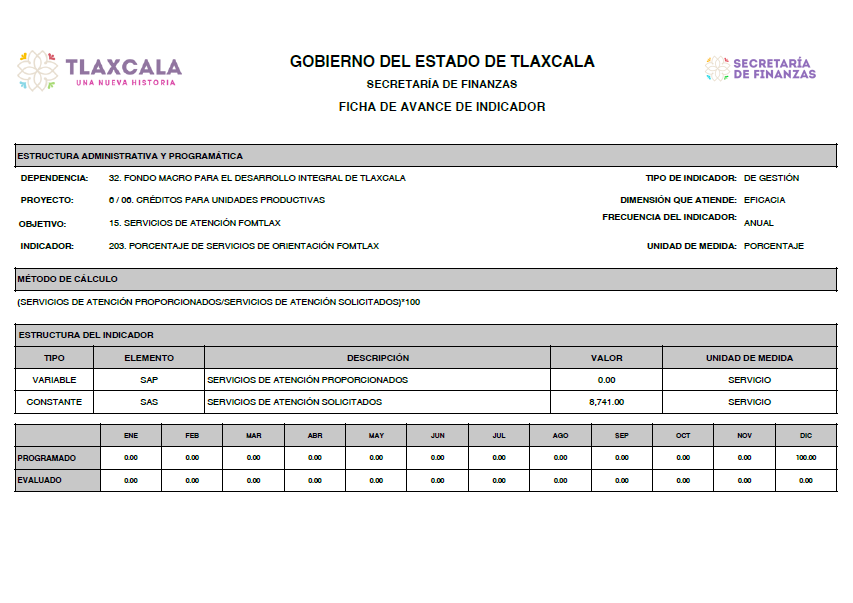 TLAXCALA
UNA NUEVA HISTORIA
GOBIERNO DEL ESTADO DE TLAXCALA
SECRETARÍA DE FINANZAS
FICHA DE AVANCE DE INDICADOR
SECRETARÍA
DE FINANZAS
ESTRUCTURA ADMINISTRATIVA Y PROGRAMÁTICA
DEPENDENCIA: 32. FONDO MACRO PARA EL DESARROLLO INTEGRAL DE TLAXCALA TIPO DE INDICADOR: DE GESTIÓN
PROYECTO: 6 / 06. CRÉDITOS PARA UNIDADES PRODUCTIVAS DIMENSIÓN QUE ATIENDE: EFICACIA
OBJETIVO: 15. SERVICIOS DE ATENCIÓN FOMTLAX FRECUENCIA DEL INDICADOR: ANUAL
INDICADOR: 203. PORCENTAJE DE SERVICIOS DE ORIENTACIÓN FOMTLAX UNIDAD DE MEDIDA: PORCENTAJE
MÉTODO DE CÁLCULO
(SERVICIOS DE ATENCIÓN PROPORCIONADOS/SERVICIOS DE ATENCIÓN SOLICITADOS)*100
ESTRUCTURA DEL INDICADOR
TIPO ELEMENTO DESCRIPCIÓN VALOR UNIDAD DE MEDIDA
VARIABLE SAP SERVICIOS DE ATENCIÓN PROPORCIONADOS 0.00 SERVICIO
CONSTANTE SAS SERVICIOS DE ATENCIÓN SOLICITADOS 8,741.00 SERVICIO
ENE FEB MAR ABR MAY JUN JUL AGO SEP OCT NOV DIC
PROGRAMADO 0.00 0.00 0.00 0.00 0.00 0.00 0.00 0.00 0.00 0.00 0.00 100.00
EVALUADO 0.00 0.00 0.00 0.00 0.00 0.00 0.00 0.00 0.00 0.00 0.00 0.00